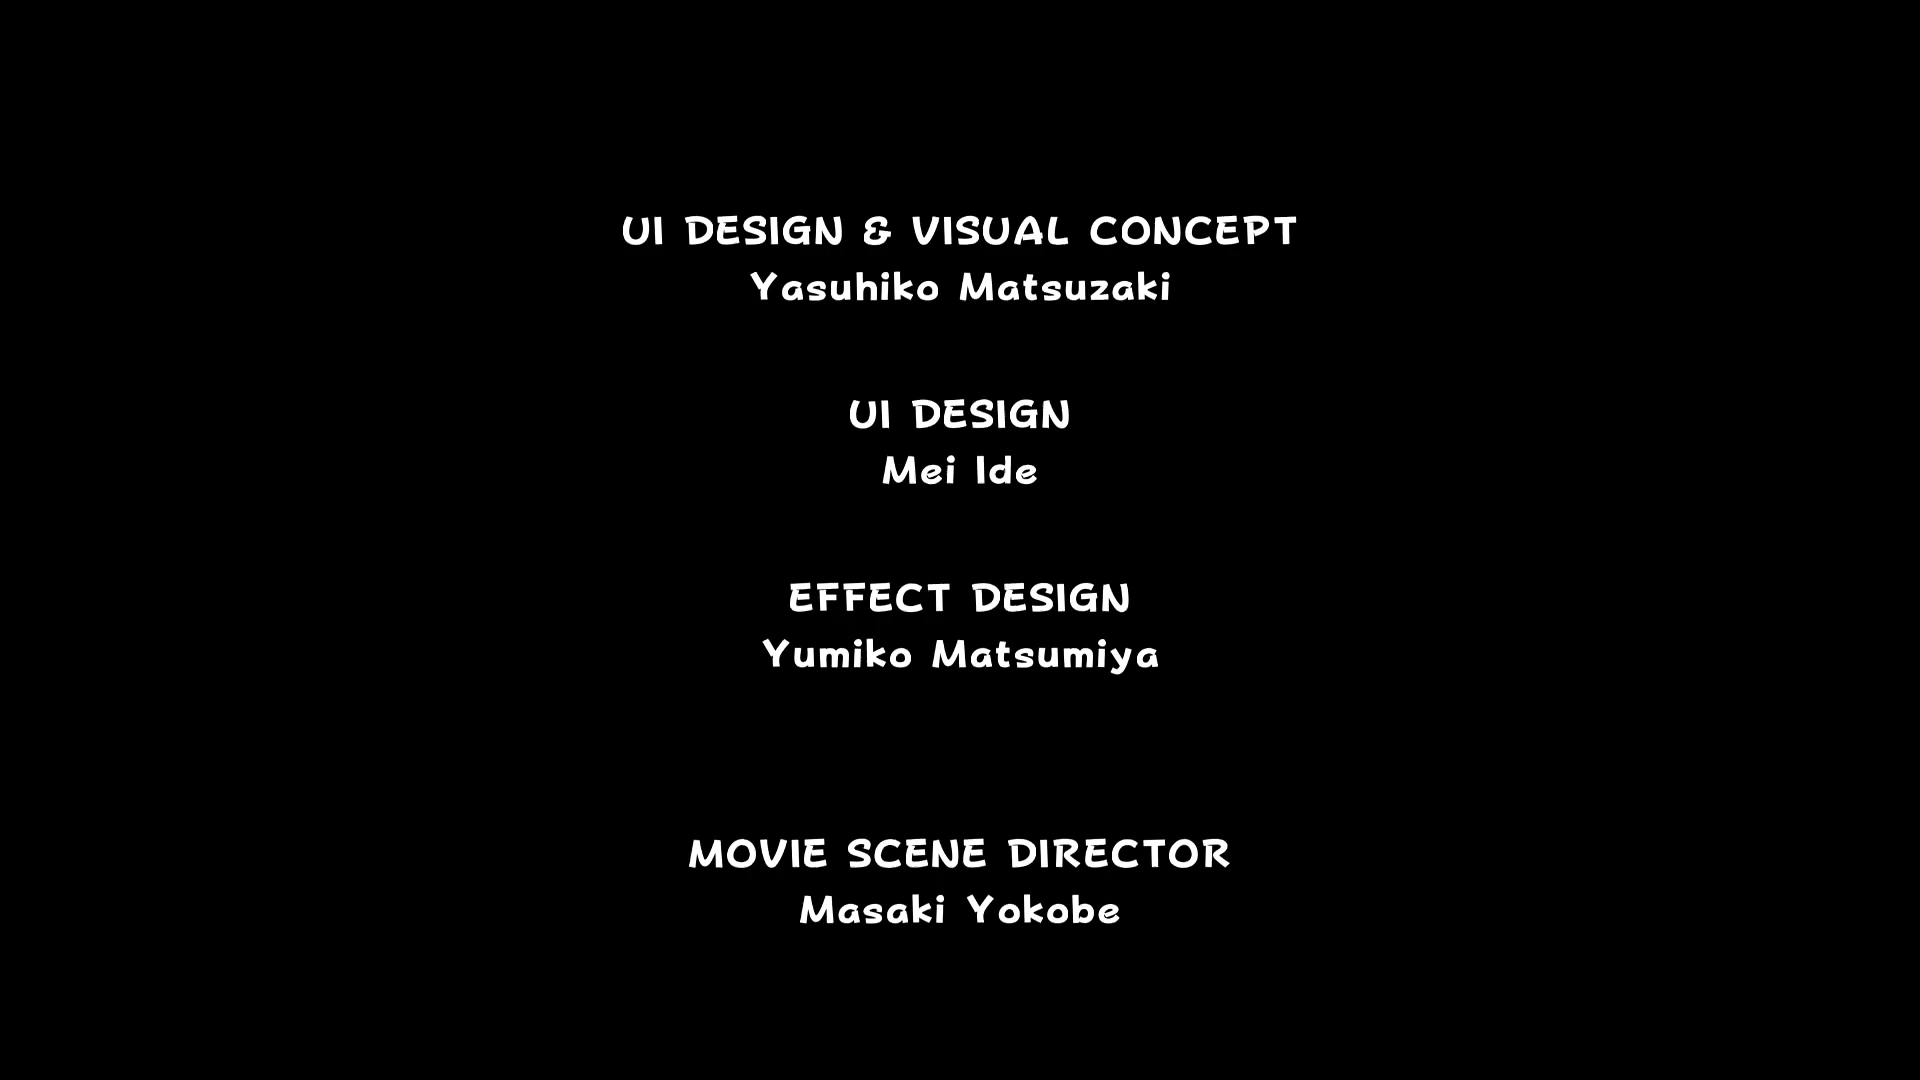 UI DESIGN & VISUAL CONCEPT
Yasuhiko Matsuzaki
UI DESIGN
Mei Ide
EFFECT DESIGN
Yumiko Matsumiya
MOVIE SCENE DIRECTOR
Masaki Yokobe